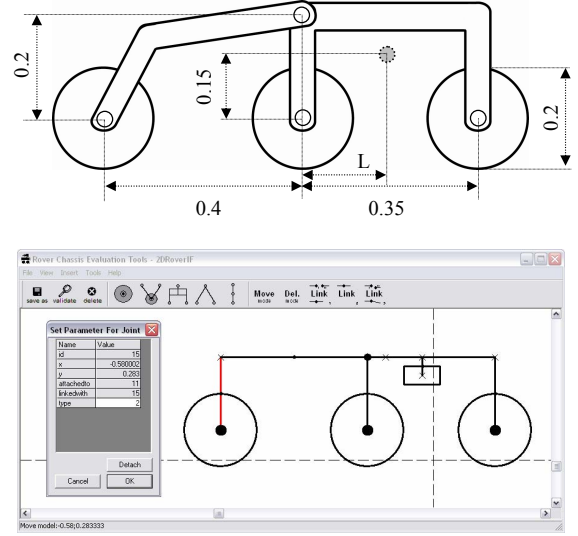 0.2
0.15
0.2
L
0.4
0.35
Rover Chassis Evaluation Tools - 2DRover1F
File View Insert Tools Help
save as validate delete Move mode Del. mode Link Link Link
Set Parameter For Joint
Name Value
id 15
x -0.580002
y 0.283
attachedto 11
linkedwith 15
type 2
Detach
Cancel OK
Move model:-0.58;0.283333